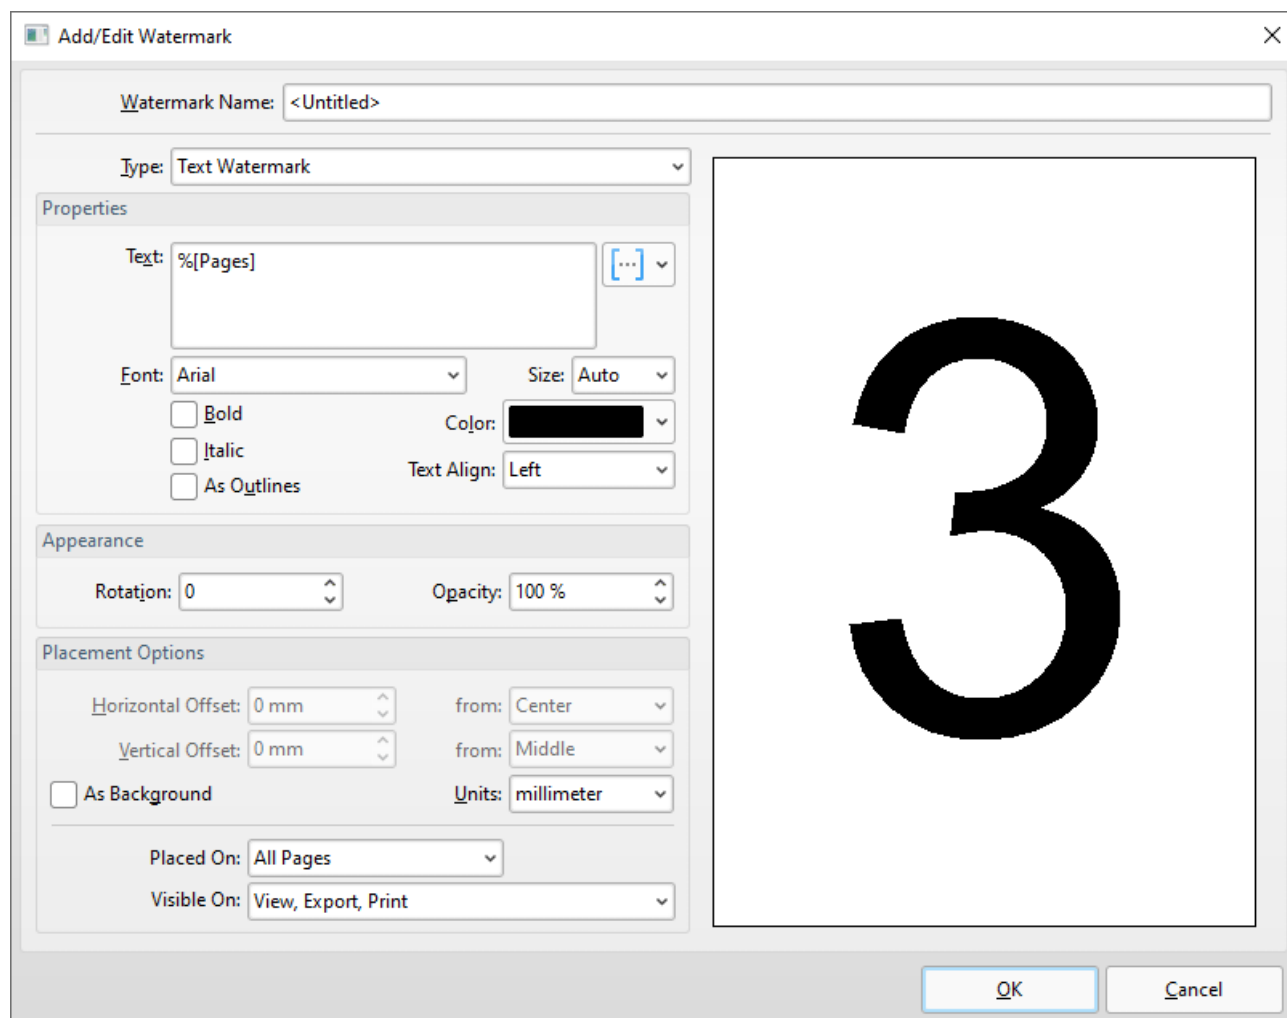 Add/Edit Watermark
Watermark Name: <Untitled>
Type: Text Watermark
Properties
Text: %[Pages]
[...]
Font: Arial Size: Auto
Bold Color:
Italic
Text Align: Left
As Outlines
Appearance
Rotation: 0 Opacity: 100 %
Placement Options
Horizontal Offset: 0 mm from: Center
Vertical Offset: 0 mm from: Middle
As Background Units: millimeter
Placed On: All Pages
Visible On: View, Export, Print
3
OK Cancel